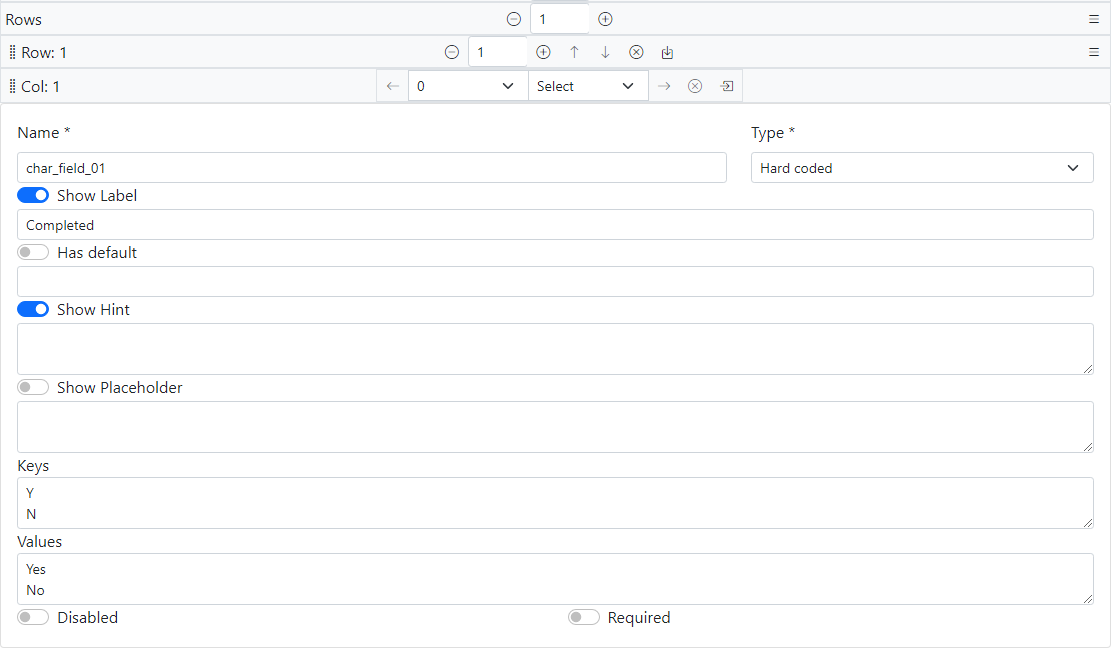 Rows 1
Row: 1 1
Col: 1 0 Select
Name * Type *
char_field_01 Hard coded
Show Label
Completed
Has default
Show Hint
Show Placeholder
Keys
Y
N
Values
Yes
No
Disabled Required